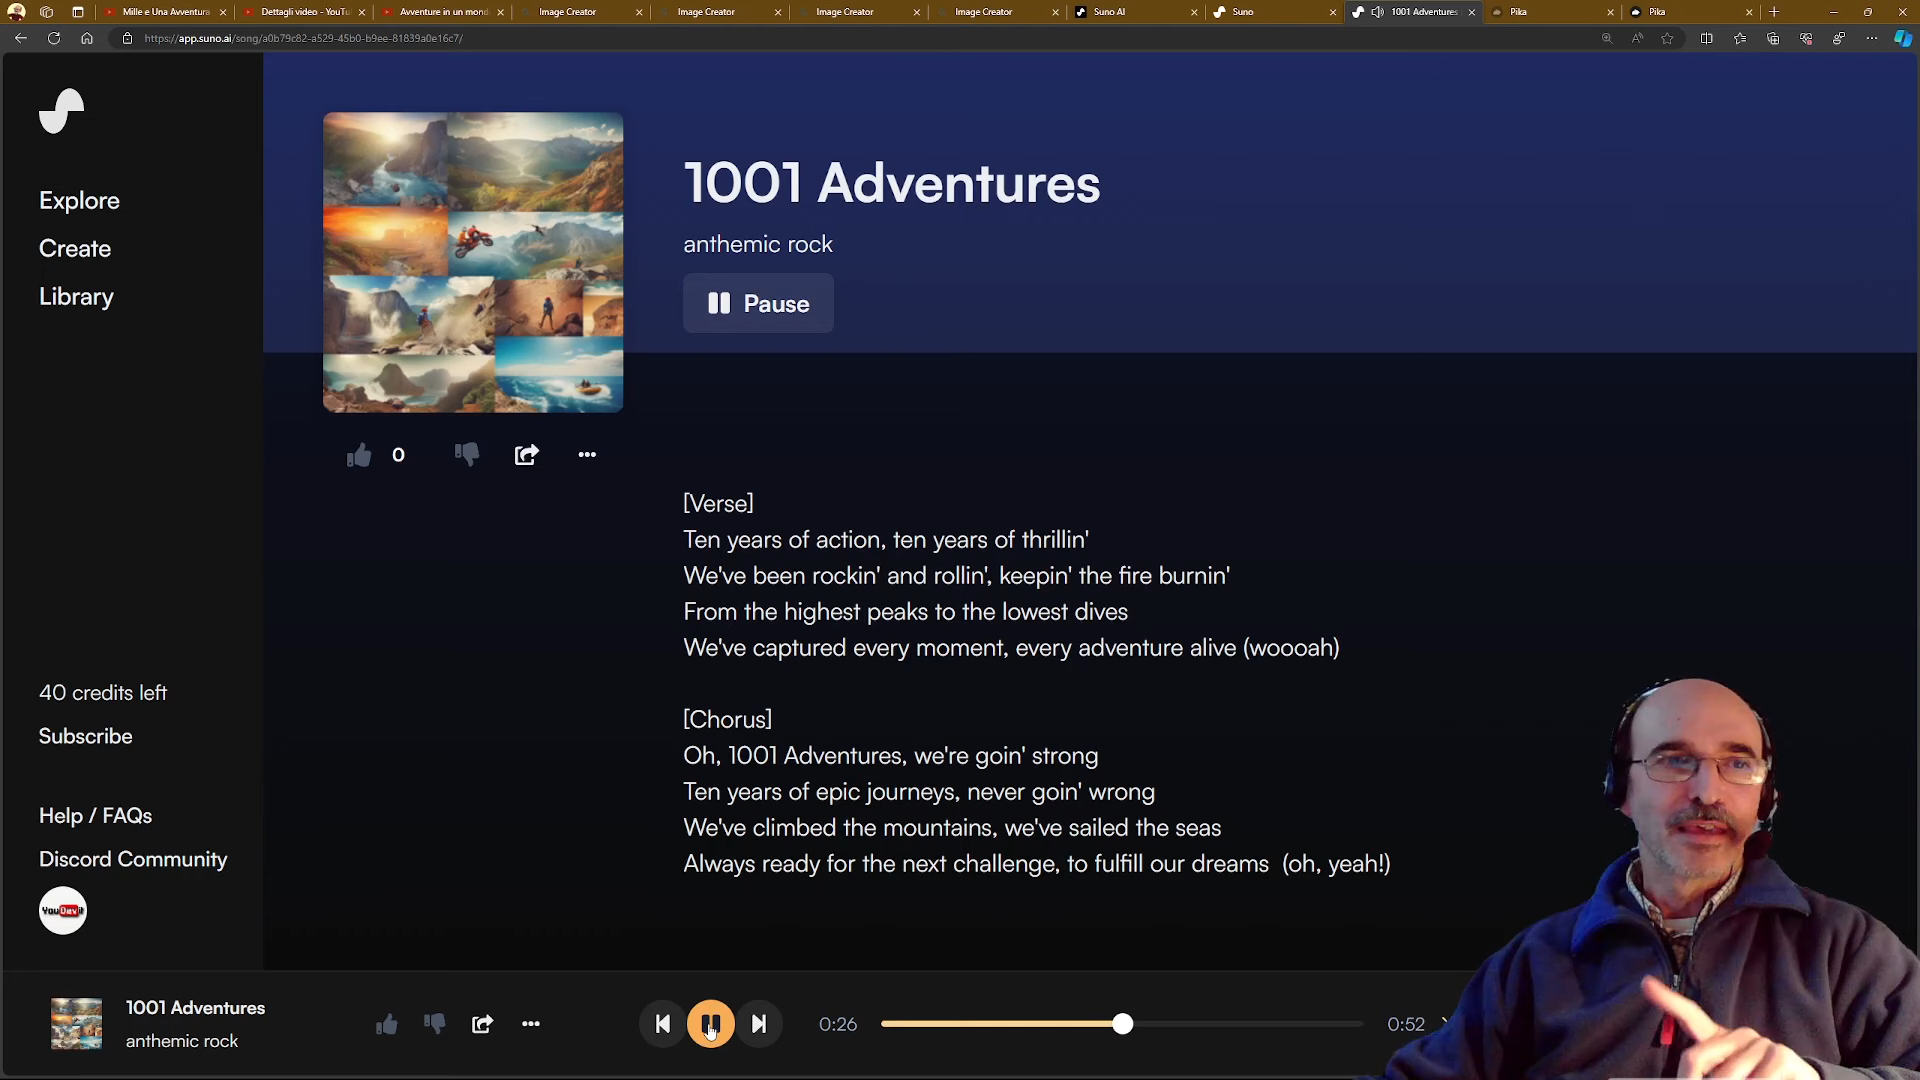 Mille e Una Avventura
Dettagli video - YouTu
Avventure in un mond
Image Creator
Image Creator
Image Creator
Image Creator
Suno AI
Suno
1001 Adventures
Pika
Pika
https://app.suno.ai/song/a0b79c82-a529-45b0-b9ee-81839a0e16c7/
Explore
Create
Library
40 credits left
Subscribe
Help / FAQs
Discord Community
YouDevit
1001 Adventures
anthemic rock
Pause
0
[Verse]
Ten years of action, ten years of thrillin'
We've been rockin' and rollin', keepin' the fire burnin'
From the highest peaks to the lowest dives
We've captured every moment, every adventure alive (woooah)
[Chorus]
Oh, 1001 Adventures, we're goin' strong
Ten years of epic journeys, never goin' wrong
We've climbed the mountains, we've sailed the seas
Always ready for the next challenge, to fulfill our dreams (oh, yeah!)
1001 Adventures
anthemic rock
0:26
0:52